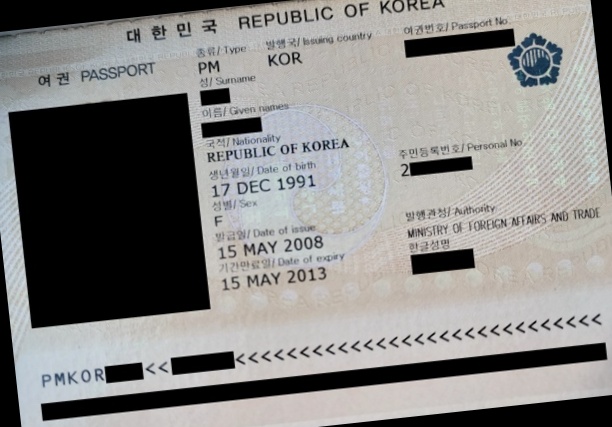 대한민국 REPUBLIC OF KOREA
여권 PASSPORT
종류/ Type 발행국/ Issuing country 여권번호/ Passport No
PM KOR
성/ Surname
이름/ Given names
국적/ Nationality
REPUBLIC OF KOREA
주민등록번호/ Personal No
2
생년월일/ Date of birth
17 DEC 1991
성별/ Sex
F
발행관청/ Authority
MINISTRY OF FOREIGN AFFAIRS AND TRADE
발급일/ Date of issue
15 MAY 2008
한글성명
기간만료일/ Date of expiry
15 MAY 2013
PMKOR << <<<<<<<<<<<<<<<<<<<<<<<<<<<<<